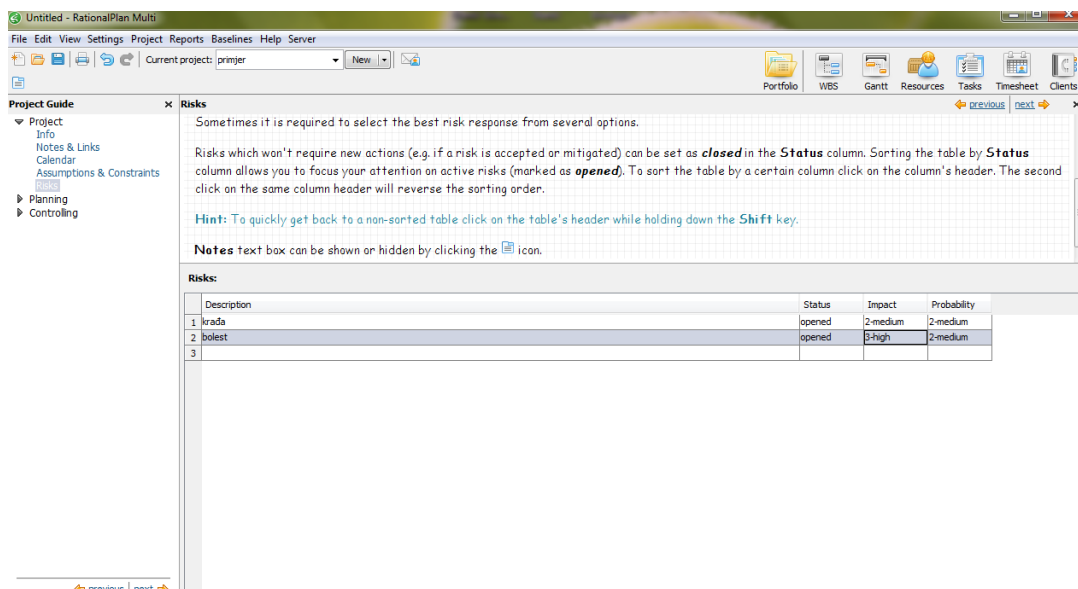 Untitled - RationalPlan Multi
File Edit View Settings Project Reports Baselines Help Server
Current project: primjer New
Portfolio WBS Gantt Resources Tasks Timesheet Clients
Project Guide × Risks previous next
Project
Info
Notes & Links
Calendar
Assumptions & Constraints
Risks
Planning
Controling
Sometimes it is required to select the best risk response from several options.
Risks which won't require new actions (e.g. if a risk is accepted or mitigated) can be set as closed in the Status column. Sorting the table by Status
column allows you to focus your attention on active risks (marked as opened). To sort the table by a certain column click on the column's header. The second
click on the same column header will reverse the sorting order.
Hint: To quickly get back to a non-sorted table click on the table's header while holding down the Shift key.
Notes text box can be shown or hidden by clicking the icon.
Risks:
Description Status Impact Probability
1 krađa opened 2-medium 2-medium
2 bolest opened 3-high 2-medium
3
previous next